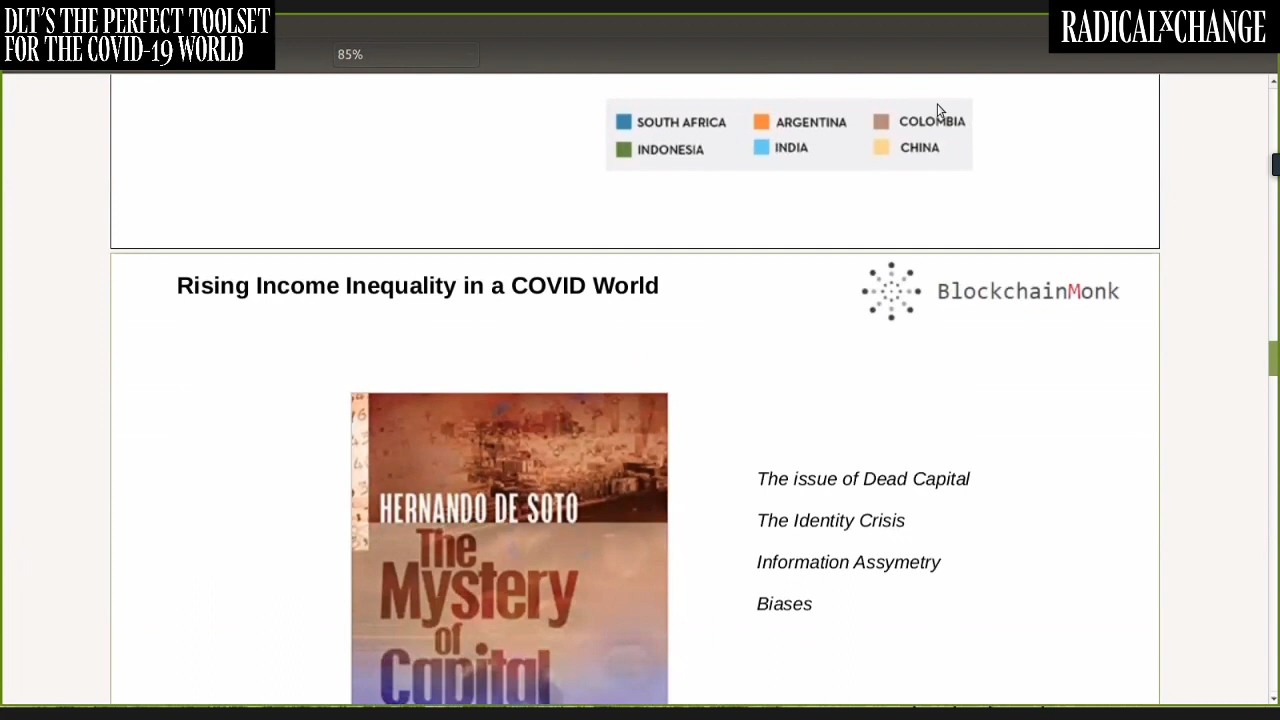 DLT'S THE PERFECT TOOLSET
FOR THE COVID-19 WORLD
RADICALXCHANGE
85%
SOUTH AFRICA
ARGENTINA
COLOMBIA
INDONESIA
INDIA
CHINA
Rising Income Inequality in a COVID World
BlockchainMonk
HERNANDO DE SOTO
The
Mystery
of
Capital
The issue of Dead Capital
The Identity Crisis
Information Assymetry
Biases